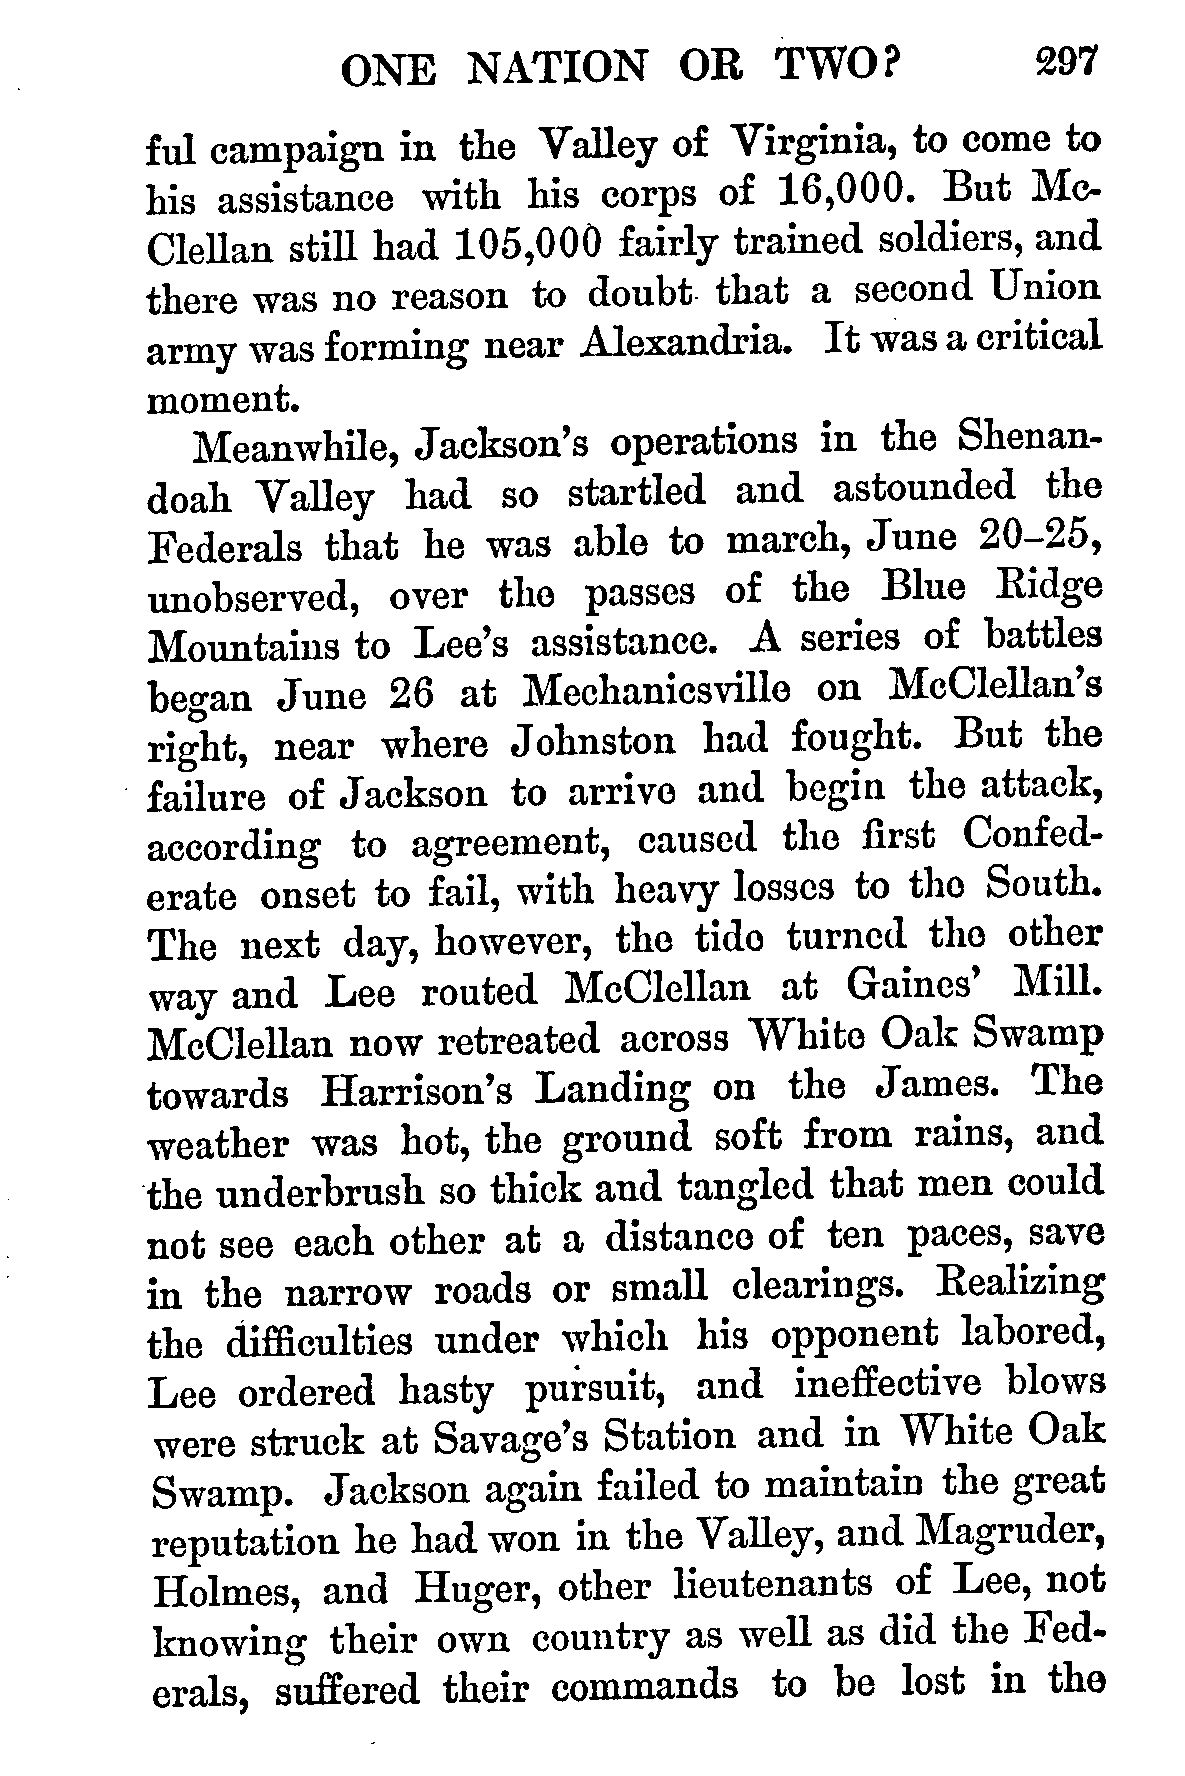 ONE NATION OR TWO? 297
ful campaign in the Valley of Virginia, to come to
his assistance with his corps of 16,000. But Mc-
Clellan still had 105,000 fairly trained soldiers, and
there was no reason to doubt that a second Union
army was forming near Alexandria. It was a critical
moment.
Meanwhile, Jackson's operations in the Shenan-
doah Valley had so startled and astounded the
Federals that he was able to march, June 20–25,
unobserved, over the passes of the Blue Ridge
Mountains to Lee's assistance. A series of battles
began June 26 at Mechanicsville on McClellan's
right, near where Johnston had fought. But the
failure of Jackson to arrive and begin the attack,
according to agreement, caused the first Confed-
erate onset to fail, with heavy losses to the South.
The next day, however, the tide turned the other
way and Lee routed McClellan at Gaines' Mill.
McClellan now retreated across White Oak Swamp
towards Harrison's Landing on the James. The
weather was hot, the ground soft from rains, and
the underbrush so thick and tangled that men could
not see each other at a distance of ten paces, save
in the narrow roads or small clearings. Realizing
the difficulties under which his opponent labored,
Lee ordered hasty pursuit, and ineffective blows
were struck at Savage's Station and in White Oak
Swamp. Jackson again failed to maintain the great
reputation he had won in the Valley, and Magruder,
Holmes, and Huger, other lieutenants of Lee, not
knowing their own country as well as did the Fed-
erals, suffered their commands to be lost in the